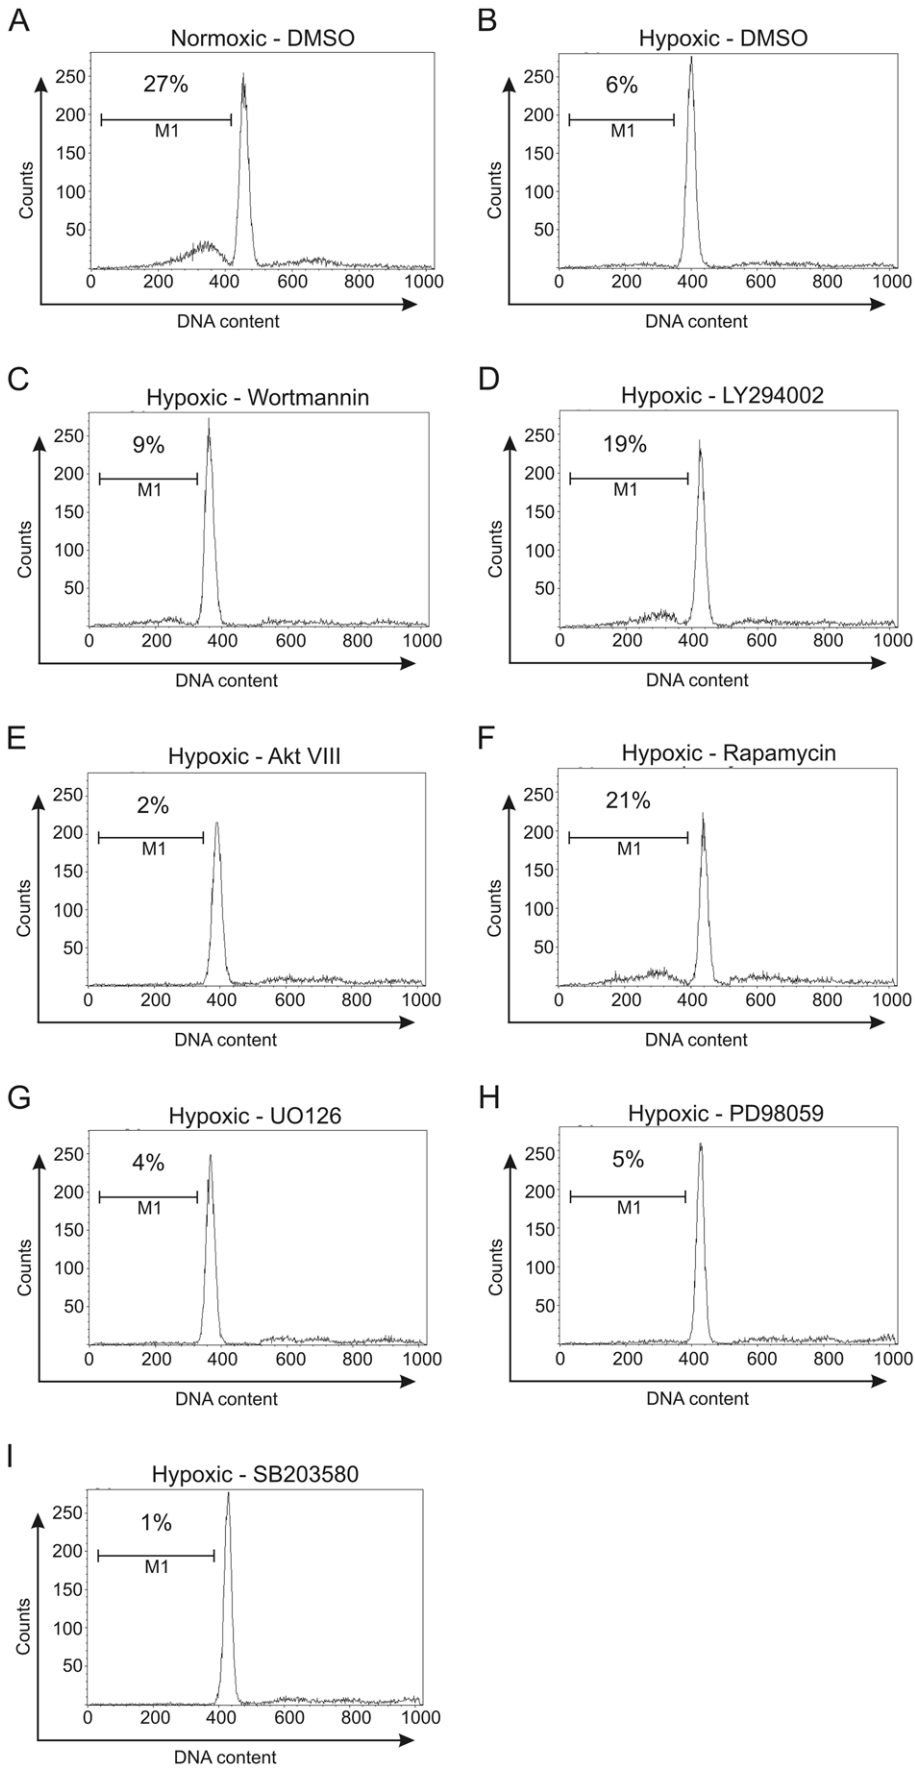 A
Normoxic - DMSO
27%
M1
250
200
150
100
50
Counts
0 200 400 600 800 1000
DNA content
B
Hypoxic - DMSO
6%
M1
250
200
150
100
50
Counts
0 200 400 600 800 1000
DNA content
C
Hypoxic - Wortmannin
9%
M1
250
200
150
100
50
Counts
0 200 400 600 800 1000
DNA content
D
Hypoxic - LY294002
19%
M1
250
200
150
100
50
Counts
0 200 400 600 800 1000
DNA content
E
Hypoxic - Akt VIII
2%
M1
250
200
150
100
50
Counts
0 200 400 600 800 1000
DNA content
F
Hypoxic - Rapamycin
21%
M1
250
200
150
100
50
Counts
0 200 400 600 800 1000
DNA content
G
Hypoxic - UO126
4%
M1
250
200
150
100
50
Counts
0 200 400 600 800 1000
DNA content
H
Hypoxic - PD98059
5%
M1
250
200
150
100
50
Counts
0 200 400 600 800 1000
DNA content
I
Hypoxic - SB203580
1%
M1
250
200
150
100
50
Counts
0 200 400 600 800 1000
DNA content